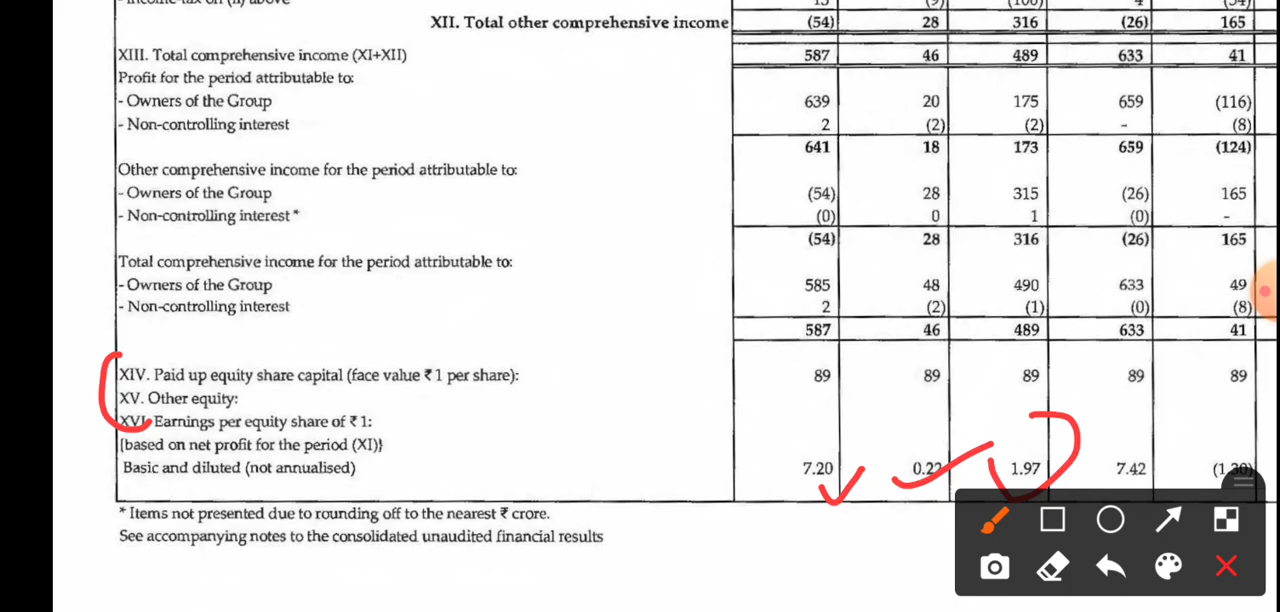 XII. Total other comprehensive income (54) 28 316 (26) 165
XIII. Total comprehensive income (XI+XII) 587 46 489 633 41
Profit for the period attributable to:
- Owners of the Group 639 20 175 659 (116)
- Non-controlling interest 2 (2) (2) - (8)
641 18 173 659 (124)
Other comprehensive income for the period attributable to:
- Owners of the Group (54) 28 315 (26) 165
- Non-controlling interest * (0) 0 1 (0) -
(54) 28 316 (26) 165
Total comprehensive income for the period attributable to:
- Owners of the Group 585 48 490 633 49
- Non-controlling interest 2 (2) (1) (0) (8)
587 46 489 633 41
XIV. Paid up equity share capital (face value ₹ 1 per share): 89 89 89 89 89
XV. Other equity:
XVI. Earnings per equity share of ₹ 1:
{based on net profit for the period (XI)}
Basic and diluted (not annualised) 7.20 0.22 1.97 7.42 (1.30)
* Items not presented due to rounding off to the nearest ₹ crore.
See accompanying notes to the consolidated unaudited financial results